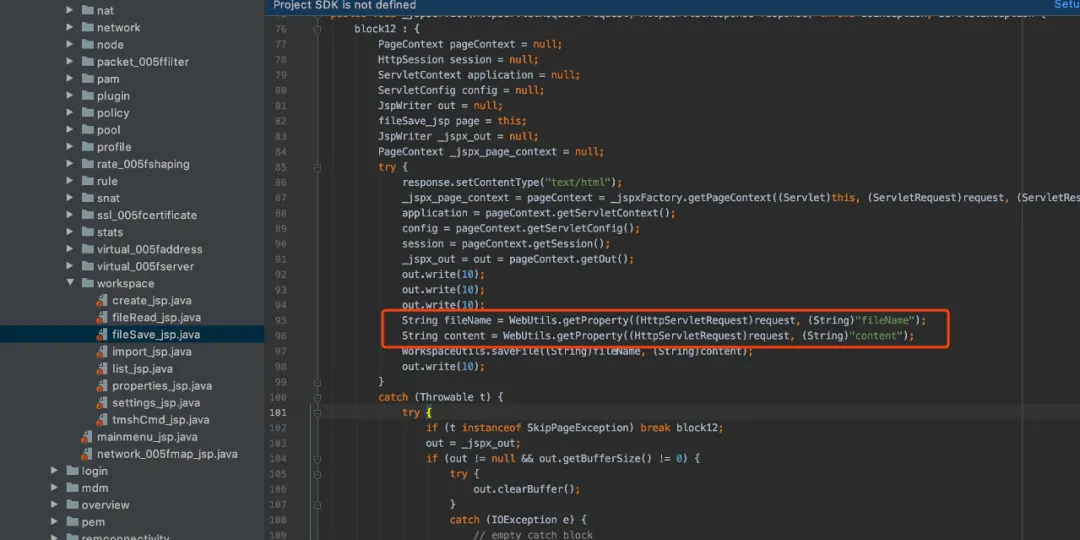 Project SDK is not defined
Setu
nat
network
node
packet_005ffilter
pam
plugin
policy
pool
profile
rate_005fshaping
rule
snat
ssl_005fcertificate
stats
virtual_005faddress
virtual_005fserver
workspace
create_jsp.java
fileRead_jsp.java
fileSave_jsp.java
import_jsp.java
list_jsp.java
properties_jsp.java
settings_jsp.java
tmshCmd_jsp.java
mainmenu_jsp.java
network_005fmap_jsp.java
login
mdm
overview
pem
remconnectivity
76 block12 : {
77 PageContext pageContext = null;
78 HttpSession session = null;
79 ServletContext application = null;
80 ServletConfig config = null;
81 JspWriter out = null;
82 fileSave_jsp page = this;
83 JspWriter _jspx_out = null;
84 PageContext _jspx_page_context = null;
85 try {
86 response.setContentType("text/html");
87 _jspx_page_context = pageContext = _jspxFactory.getPageContext((Servlet)this, (ServletRequest)request, (ServletRes
88 application = pageContext.getServletContext();
89 config = pageContext.getServletConfig();
90 session = pageContext.getSession();
91 _jspx_out = out = pageContext.getOut();
92 out.write(10);
93 out.write(10);
94 out.write(10);
95 String fileName = WebUtils.getProperty((HttpServletRequest)request, (String)"fileName");
96 String content = WebUtils.getProperty((HttpServletRequest)request, (String)"content");
97 WorkspaceUtils.saveFile((String)fileName, (String)content);
98 out.write(10);
99 }
100 catch (Throwable t) {
101 try {
102 if (t instanceof SkipPageException) break block12;
103 out = _jspx_out;
104 if (out != null && out.getBufferSize() != 0) {
105 try {
106 out.clearBuffer();
107 }
108 catch (IOException e) {
109 // empty catch block